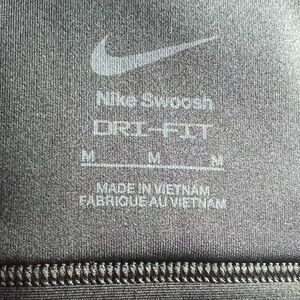 Nike Swoosh
DRI-FIT
M M M
MADE IN VIETNAM
FABRIQUE AU VIETNAM